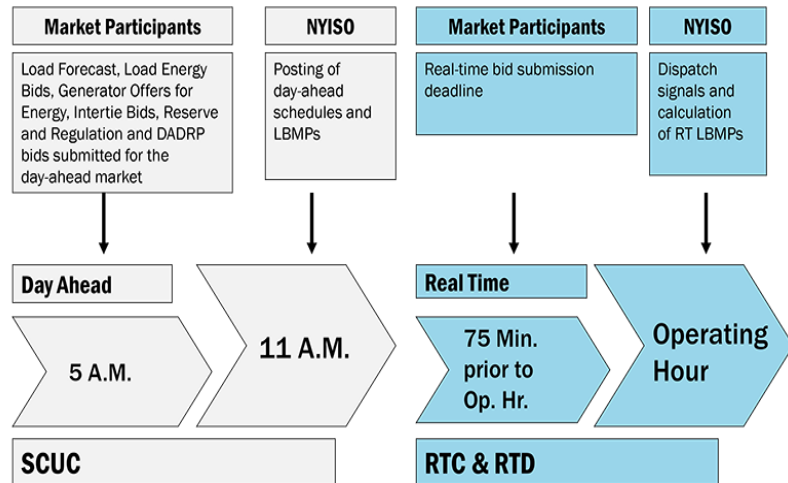 Market Participants
Load Forecast, Load Energy
Bids, Generator Offers for
Energy, Intertie Bids, Reserve
and Regulation and DADRP
bids submitted for the
day-ahead market
NYISO
Posting of
day-ahead
schedules and
LBMPs
Market Participants
Real-time bid submission
deadline
NYISO
Dispatch
signals and
calculation
of RT LBMPs
Day Ahead
5 A.M.
11 A.M.
Real Time
75 Min.
prior to
Op. Hr.
Operating
Hour
SCUC
RTC & RTD